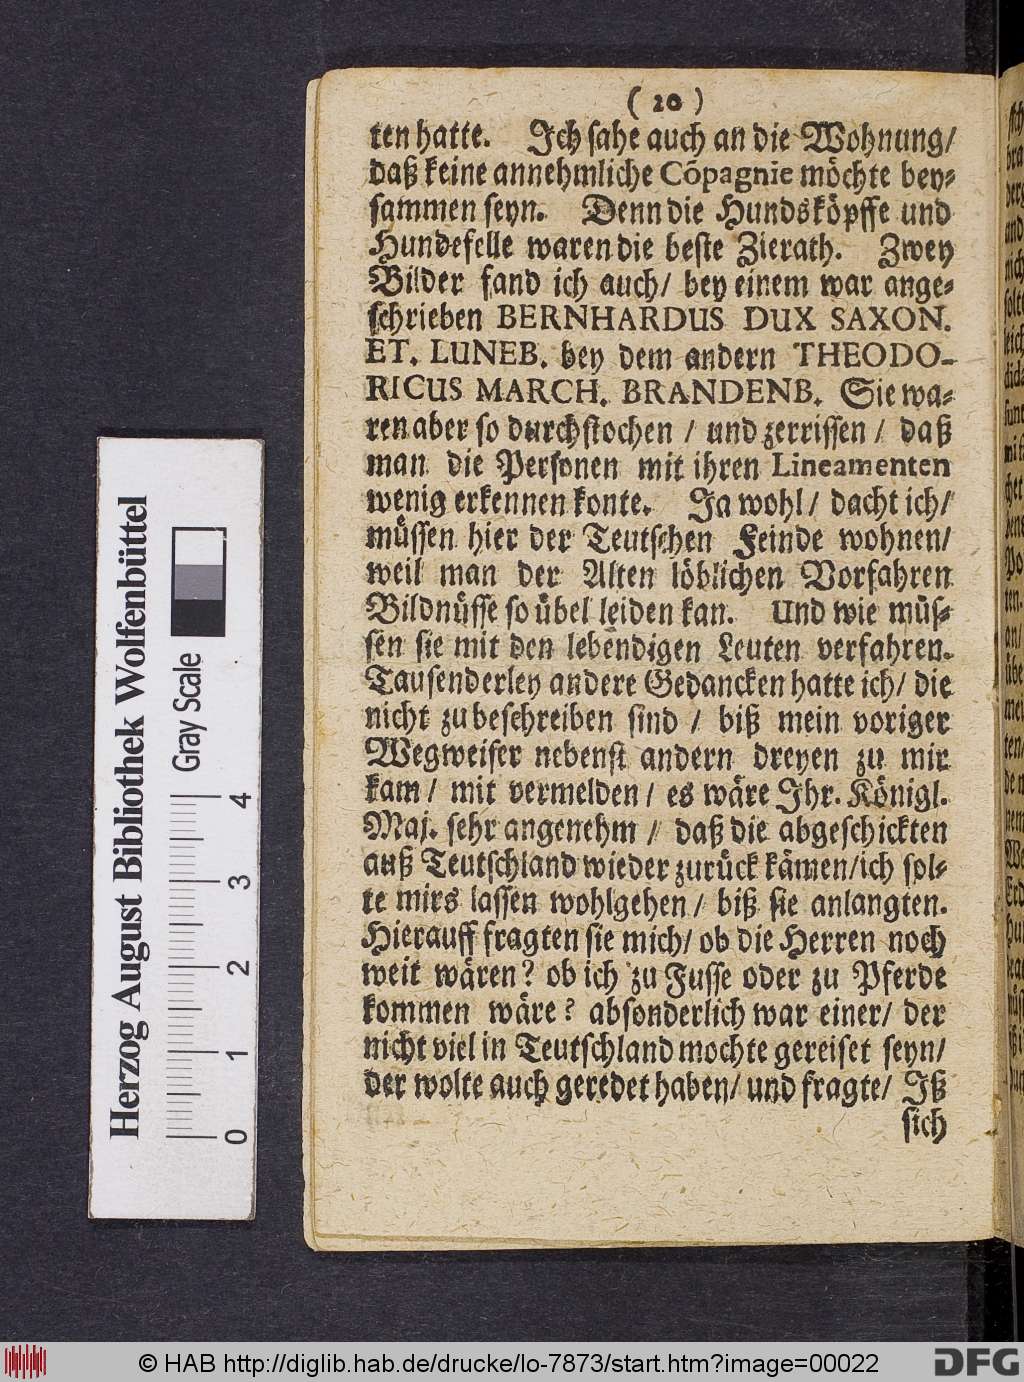 ( 20 )
ten hatte. Ich sahe auch an die Wohnung/
daß keine annehmliche Cōpagnie möchte bey-
sammen seyn. Denn die Hundsköpffe und
Hundefelle waren die beste Zierath. Zwey
Bilder fand ich auch/ bey einem war ange-
schrieben BERNHARDUS DUX SAXON.
ET. LUNEB. bey dem andern THEODO-
RICUS MARCH. BRANDENB. Sie wa-
ren aber so durchstochen / und zerrissen / daß
man die Personen mit ihren Lineamenten
wenig erkennen konte. Ja wohl/ dacht ich/
müssen hier der Teutschen Feinde wohnen/
weil man der Alten löblichen Vorfahren
Bildnüsse so übel leiden kan. Und wie müs-
sen sie mit den lebendigen Leuten verfahren.
Tausenderley andere Gedancken hatte ich/ die
nicht zu beschreiben sind / biß mein voriger
Wegweiser nebenst andern dreyen zu mir
kam/ mit vermelden/ es wäre Ihr. Königl.
Maj. sehr angenehm / daß die abgeschickten
auß Teutschland wieder zurück kämen/ich sol-
te mirs lassen wohlgehen/ biß sie anlangten.
Hierauff fragten sie mich/ ob die Herren noch
weit wären? ob ich zu Fusse oder zu Pferde
kommen wäre? absonderlich war einer/ der
nicht viel in Teutschland mochte gereiset seyn/
der wolte auch geredet haben/ und fragte/ Iß
sich
Herzog August Bibliothek Wolfenbüttel
Gray Scale
0 1 2 3 4
© HAB http://diglib.hab.de/drucke/lo-7873/start.htm?image=00022
DFG